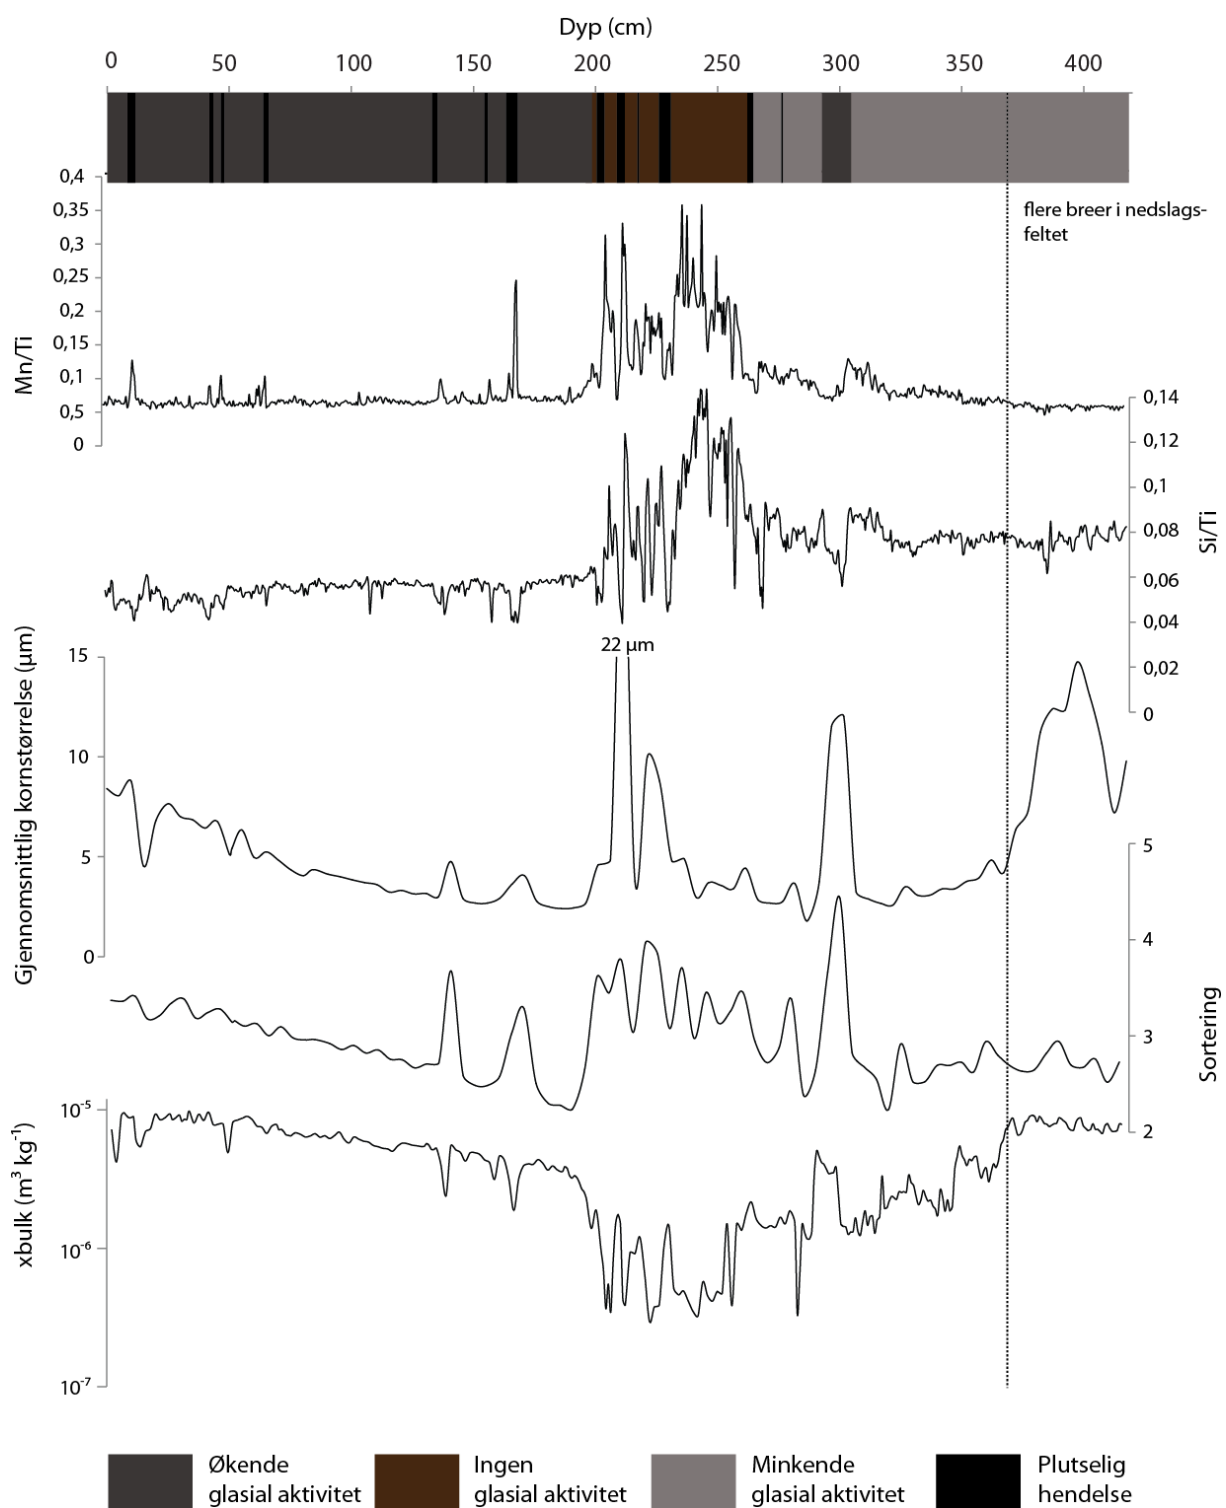 Dyp (cm)
0 50 100 150 200 250 300 350 400
flere breer i nedslags-
feltet
Mn/Ti
0,4
0,35
0,3
0,25
0,2
0,15
0,1
0,5
0
Si/Ti
0,14
0,12
0,1
0,08
0,06
0,04
0,02
0
Gjennomsnittlig kornstørrelse (µm)
22 µm
15
10
5
0
Sortering
5
4
3
2
xbulk (m³ kg⁻¹)
10⁻⁵
10⁻⁶
10⁻⁷
Økende
glasial aktivitet
Ingen
glasial aktivitet
Minkende
glasial aktivitet
Plutselig
hendelse